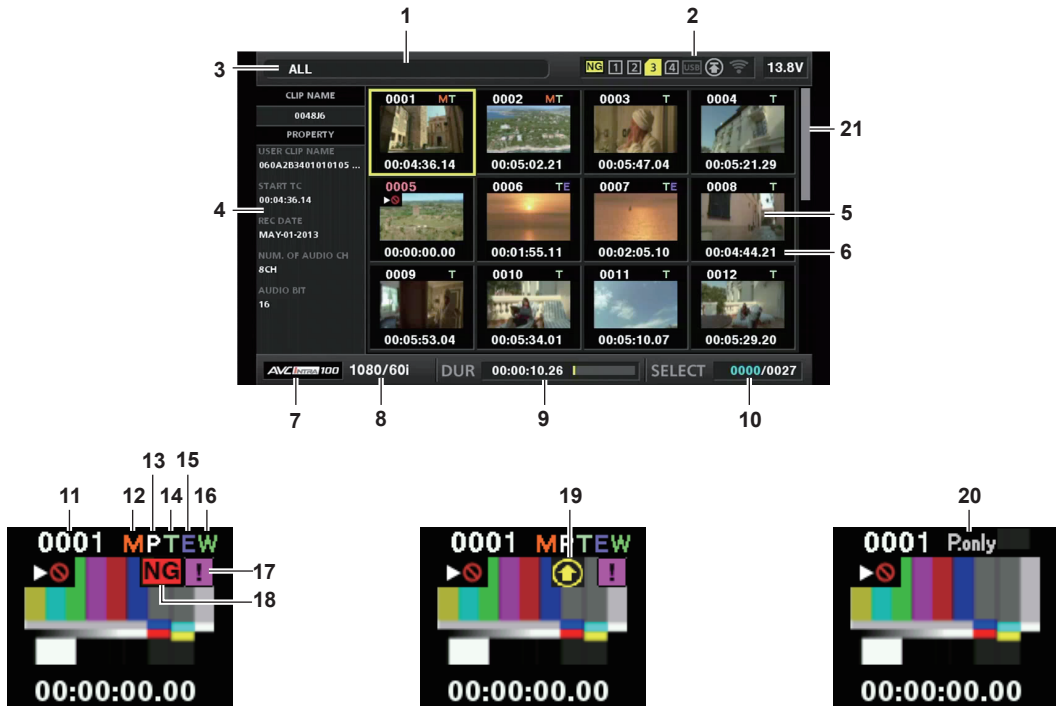 1 2
3 ALL NG 1 2 3 4 USB 13.8V
CLIP NAME
0048J6
PROPERTY
USER CLIP NAME
060A2B3401010105 ...
START TC
00:04:36.14
REC DATE
MAY-01-2013
NUM. OF AUDIO CH
8CH
AUDIO BIT
16
4
0001 MT 0002 MT 0003 T 0004 T
00:04:36.14 00:05:02.21 00:05:47.04 00:05:21.29
21
0005 0006 TE 0007 TE 0008 T
5
00:00:00.00 00:01:55.11 00:02:05.10 00:04:44.21
6
0009 T 0010 T 0011 T 0012 T
00:05:53.04 00:05:34.01 00:05:10.07 00:05:29.20
AVC INTRA 100 1080/60i DUR 00:00:10.26 SELECT 0000/0027
7 8 9 10
13 15
11 12 14 16 19 20
0001 MPTEW 0001 MPTEW 0001 P.only
NG ! 17 !
18
00:00:00.00 00:00:00.00 00:00:00.00